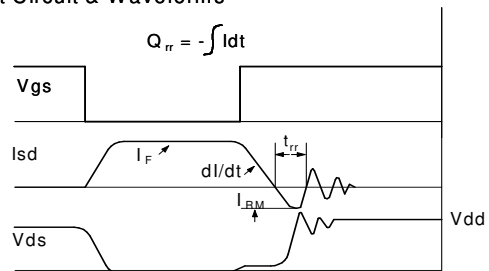 t Circuit & Waveforms
Q rr = -∫Idt
Vgs
Isd
I F
dI/dt
t rr
I RM
Vds
Vdd